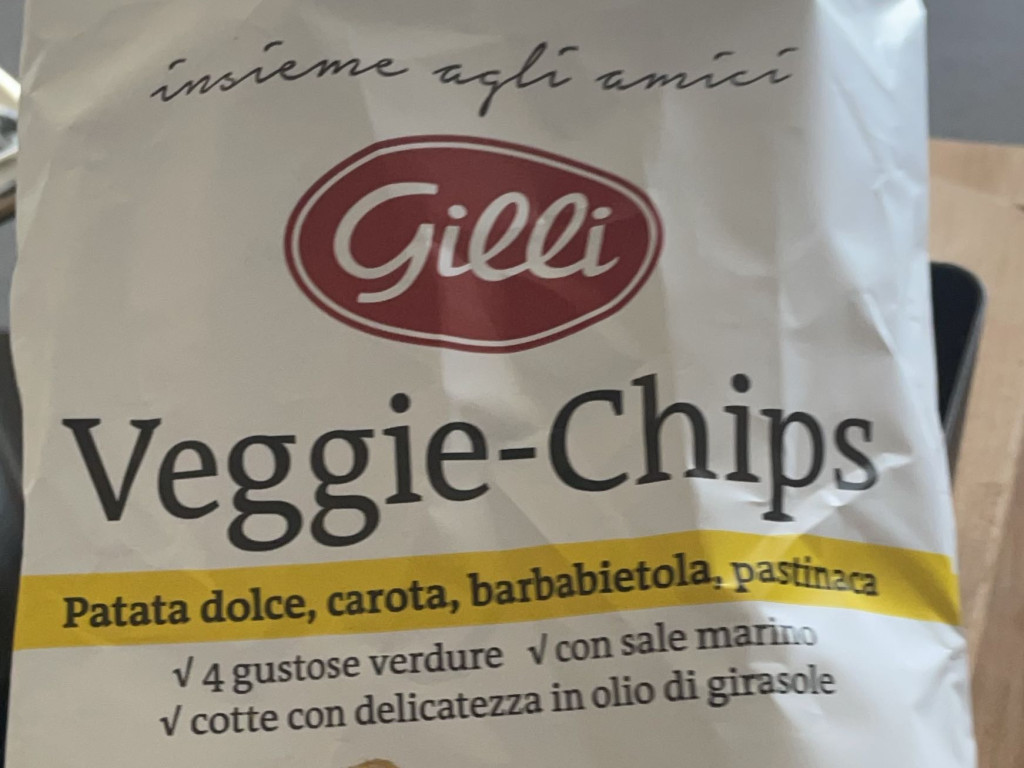 insieme agli amici
Gilli
Veggie-Chips
Patata dolce, carota, barbabietola, pastinaca
√ 4 gustose verdure √ con sale marino
√ cotte con delicatezza in olio di girasole